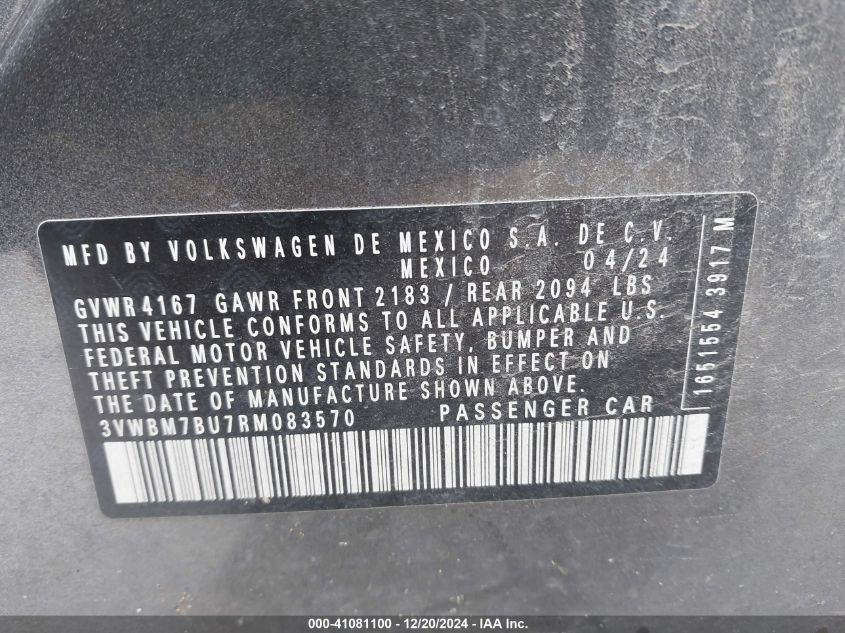 MFD BY VOLKSWAGEN DE MEXICO S.A. DE C.V.
MEXICO 04/24
GVWR 4167 GAWR FRONT 2183 / REAR 2094 LBS
THIS VEHICLE CONFORMS TO ALL APPLICABLE U.S.
FEDERAL MOTOR VEHICLE SAFETY, BUMPER AND
THEFT PREVENTION STANDARDS IN EFFECT ON
THE DATE OF MANUFACTURE SHOWN ABOVE.
3VWBM7BU7RM083570 PASSENGER CAR
1651554 3917 M
000-41081100 - 12/20/2024 - IAA Inc.